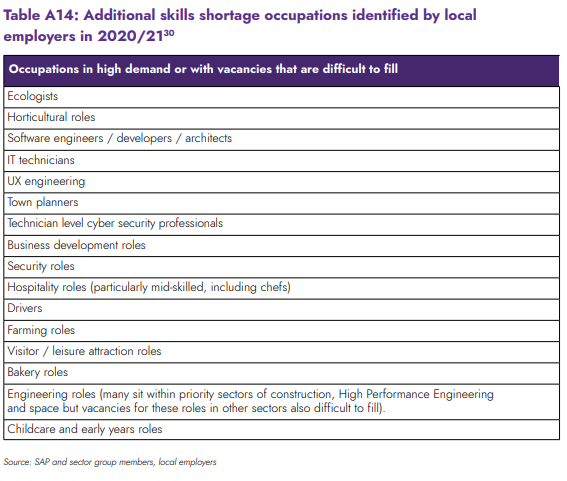 Table A14: Additional skills shortage occupations identified by local
employers in 2020/21³⁰
Occupations in high demand or with vacancies that are difficult to fill
Ecologists
Horticultural roles
Software engineers / developers / architects
IT technicians
UX engineering
Town planners
Technician level cyber security professionals
Business development roles
Security roles
Hospitality roles (particularly mid-skilled, including chefs)
Drivers
Farming roles
Visitor / leisure attraction roles
Bakery roles
Engineering roles (many sit within priority sectors of construction, High Performance Engineering
and space but vacancies for these roles in other sectors also difficult to fill).
Childcare and early years roles
Source: SAP and sector group members, local employers